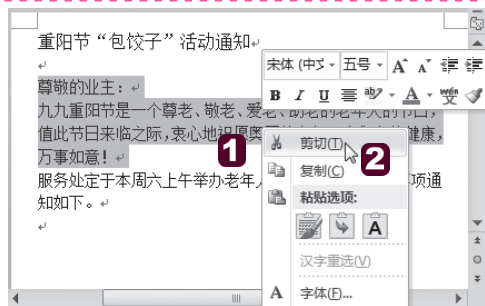 重阳节“包饺子”活动通知
宋体 (中文 五号 A A
尊敬的业主：
B I U ab A wén 变
九九重阳节是一个尊老、敬老、爱老、助老的老年人的节日，
值此节日来临之际，衷心地祝愿奥 健康，
1
剪切(T)
2
万事如意！
复制(C)
服务处定于本周六上午举办老年人 项通
粘贴选项:
知如下。
A
汉字重选(V)
A 字体(F)...